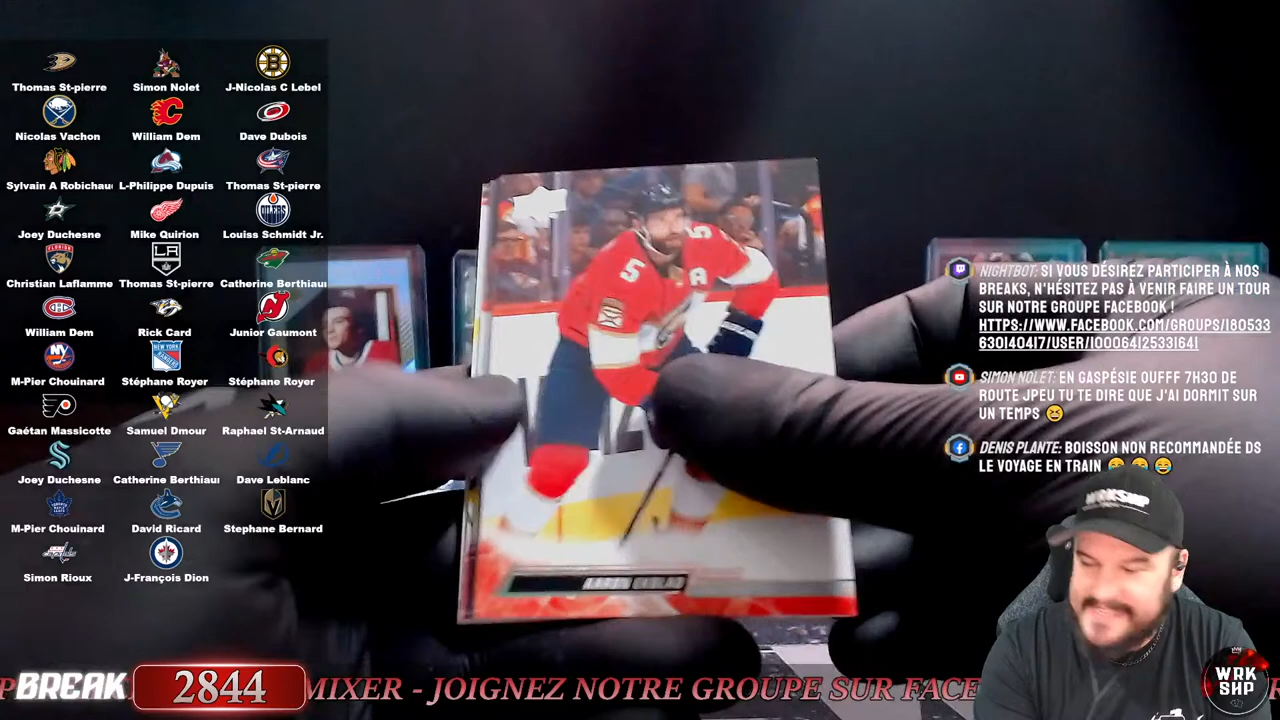 Thomas St-pierre
Simon Nolet
J-Nicolas C Lebel
Nicolas Vachon
William Dem
Dave Dubois
Sylvain A Robichau
L-Philippe Dupuis
Thomas St-pierre
Joey Duchesne
Mike Quirion
Louiss Schmidt Jr.
Christian Laflamme
Thomas St-pierre
Catherine Berthiau
William Dem
Rick Card
Junior Gaumont
M-Pier Chouinard
Stéphane Royer
Stéphane Royer
Gaétan Massicotte
Samuel Dmour
Raphael St-Arnaud
Joey Duchesne
Catherine Berthiau
Dave Leblanc
M-Pier Chouinard
David Ricard
Stephane Bernard
Simon Rioux
J-François Dion
5
5
A
AARON EKBLAD
NIGHTBOT: SI VOUS DÉSIREZ PARTICIPER À NOS
BREAKS, N'HÉSITEZ PAS À VENIR FAIRE UN TOUR
SUR NOTRE GROUPE FACEBOOK !
HTTPS://WWW.FACEBOOK.COM/GROUPS/180533
630140417/USER/100064125331641
SIMON NOLET: EN GASPÉSIE OUFFF 7H30 DE
ROUTE JPEU TU TE DIRE QUE J'AI DORMIT SUR
UN TEMPS 😆
DENIS PLANTE: BOISSON NON RECOMMANDÉE DS
LE VOYAGE EN TRAIN 😂 😂 😂
WRKSHP
BREAK
2844
MIXER - JOIGNEZ NOTRE GROUPE SUR FACE
WRK
SHP